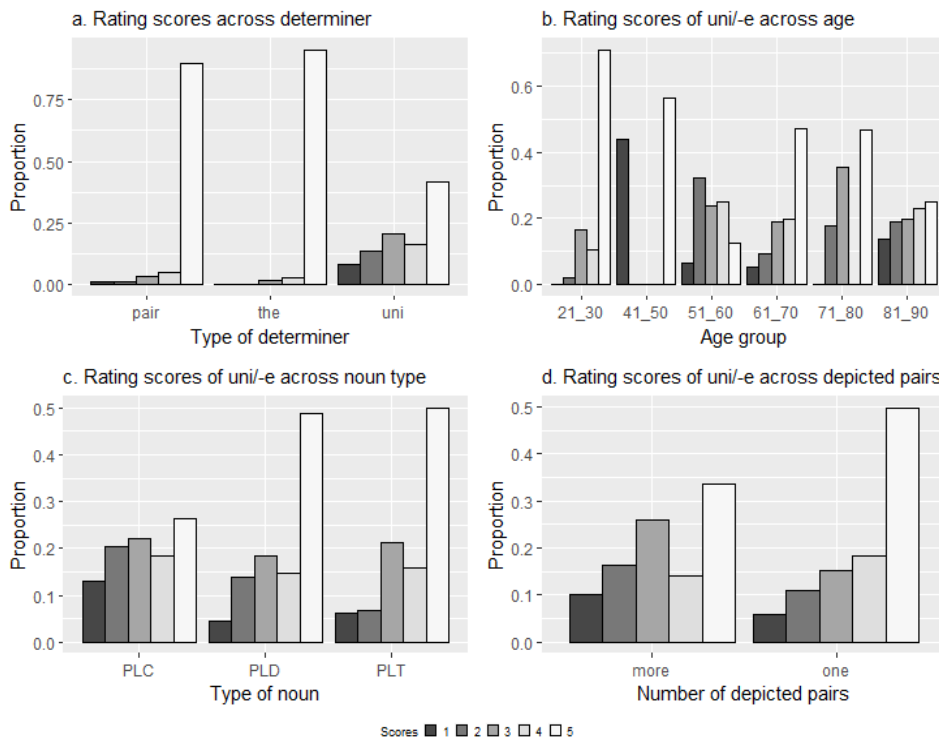 a. Rating scores across determiner
Proportion
0.75
0.50
0.25
0.00
pair the uni
Type of determiner
b. Rating scores of uni/-e across age
Proportion
0.6
0.4
0.2
0.0
21_30 41_50 51_60 61_70 71_80 81_90
Age group
c. Rating scores of uni/-e across noun type
Proportion
0.5
0.4
0.3
0.2
0.1
0.0
PLC PLD PLT
Type of noun
d. Rating scores of uni/-e across depicted pairs
Proportion
0.5
0.4
0.3
0.2
0.1
0.0
more one
Number of depicted pairs
Scores 1 2 3 4 5